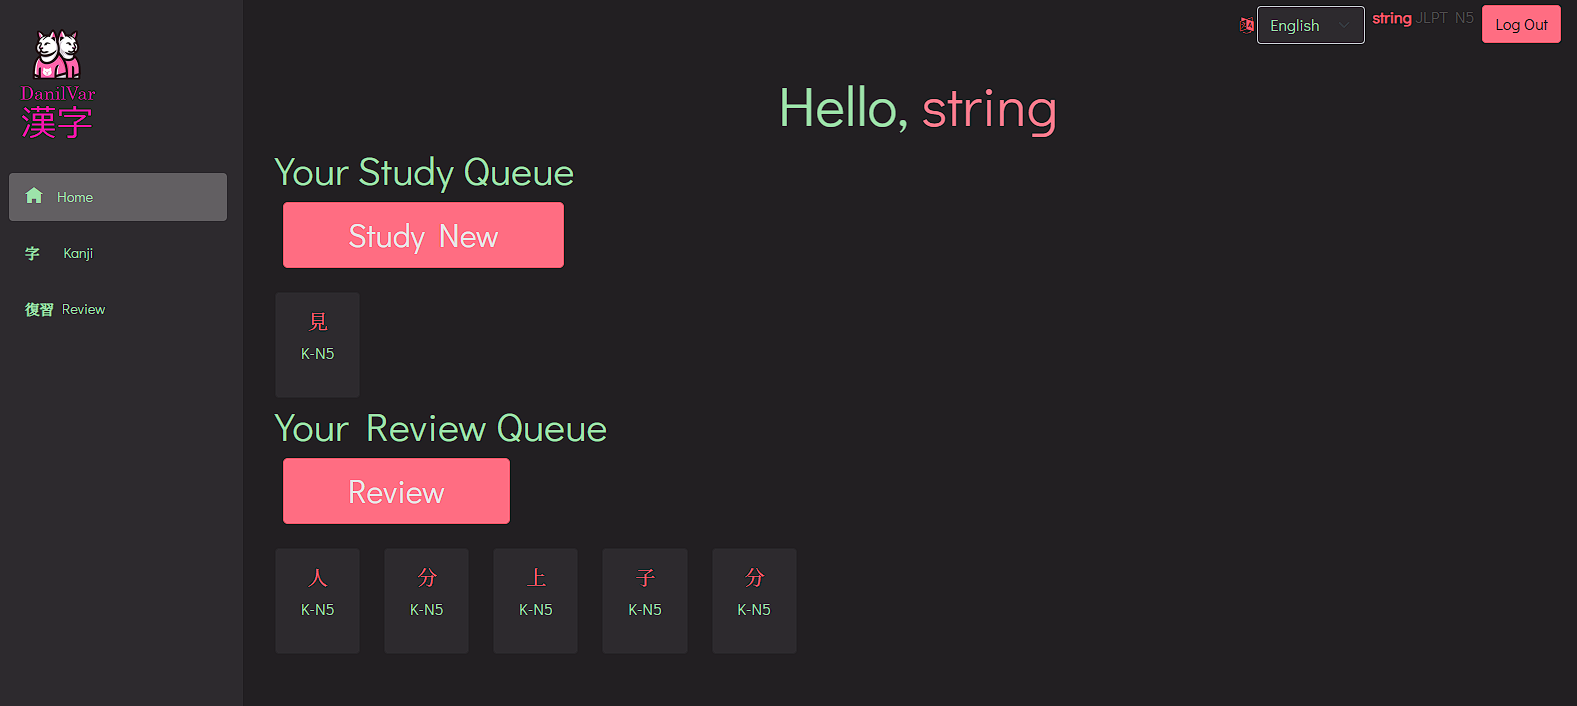 DanilVar
漢字
Home
字 Kanji
復習 Review
English
string JLPT N5
Log Out
Hello, string
Your Study Queue
Study New
見
K-N5
Your Review Queue
Review
人 分 上 子 分
K-N5 K-N5 K-N5 K-N5 K-N5